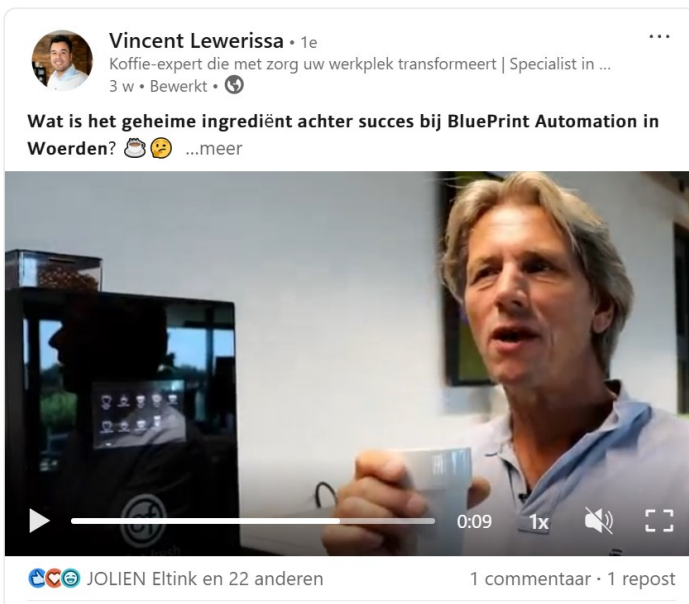 Vincent Lewerissa • 1e
Koffie-expert die met zorg uw werkplek transformeert | Specialist in ...
3 w • Bewerkt •
Wat is het geheime ingrediënt achter succes bij BluePrint Automation in
Woerden? ☕🤔 ...meer
0:09 1x
JOLIEN Eltink en 22 anderen 1 commentaar · 1 repost